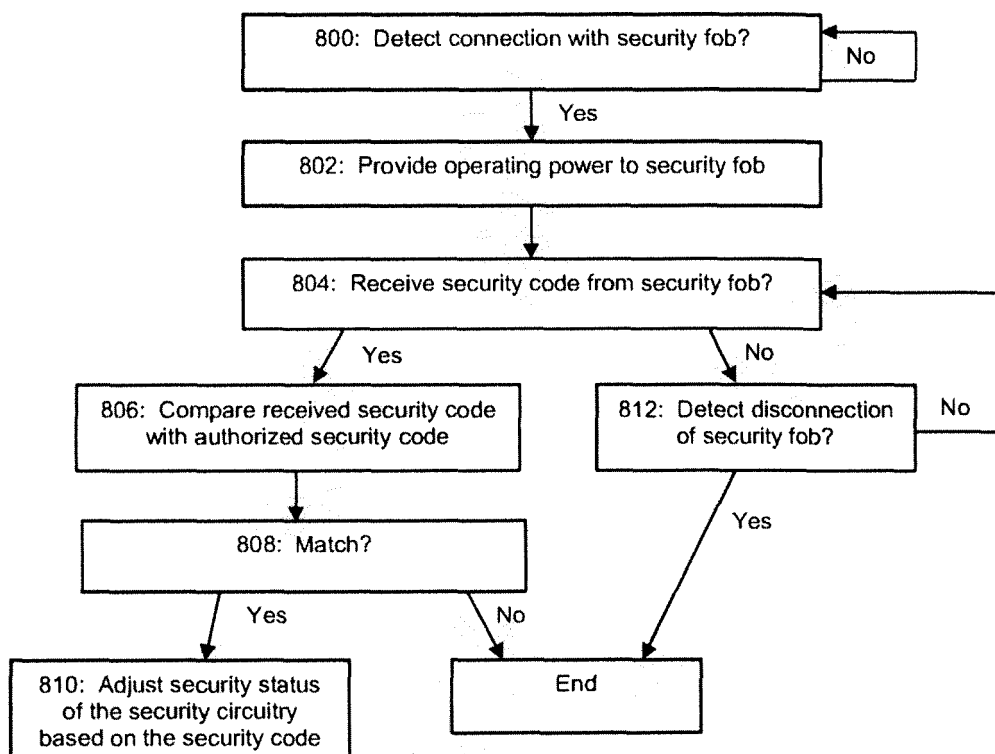 800: Detect connection with security fob?
No
Yes
802: Provide operating power to security fob
804: Receive security code from security fob?
Yes
No
806: Compare received security code
with authorized security code
812: Detect disconnection
of security fob?
No
808: Match?
Yes
Yes
No
810: Adjust security status
of the security circuitry
based on the security code
End